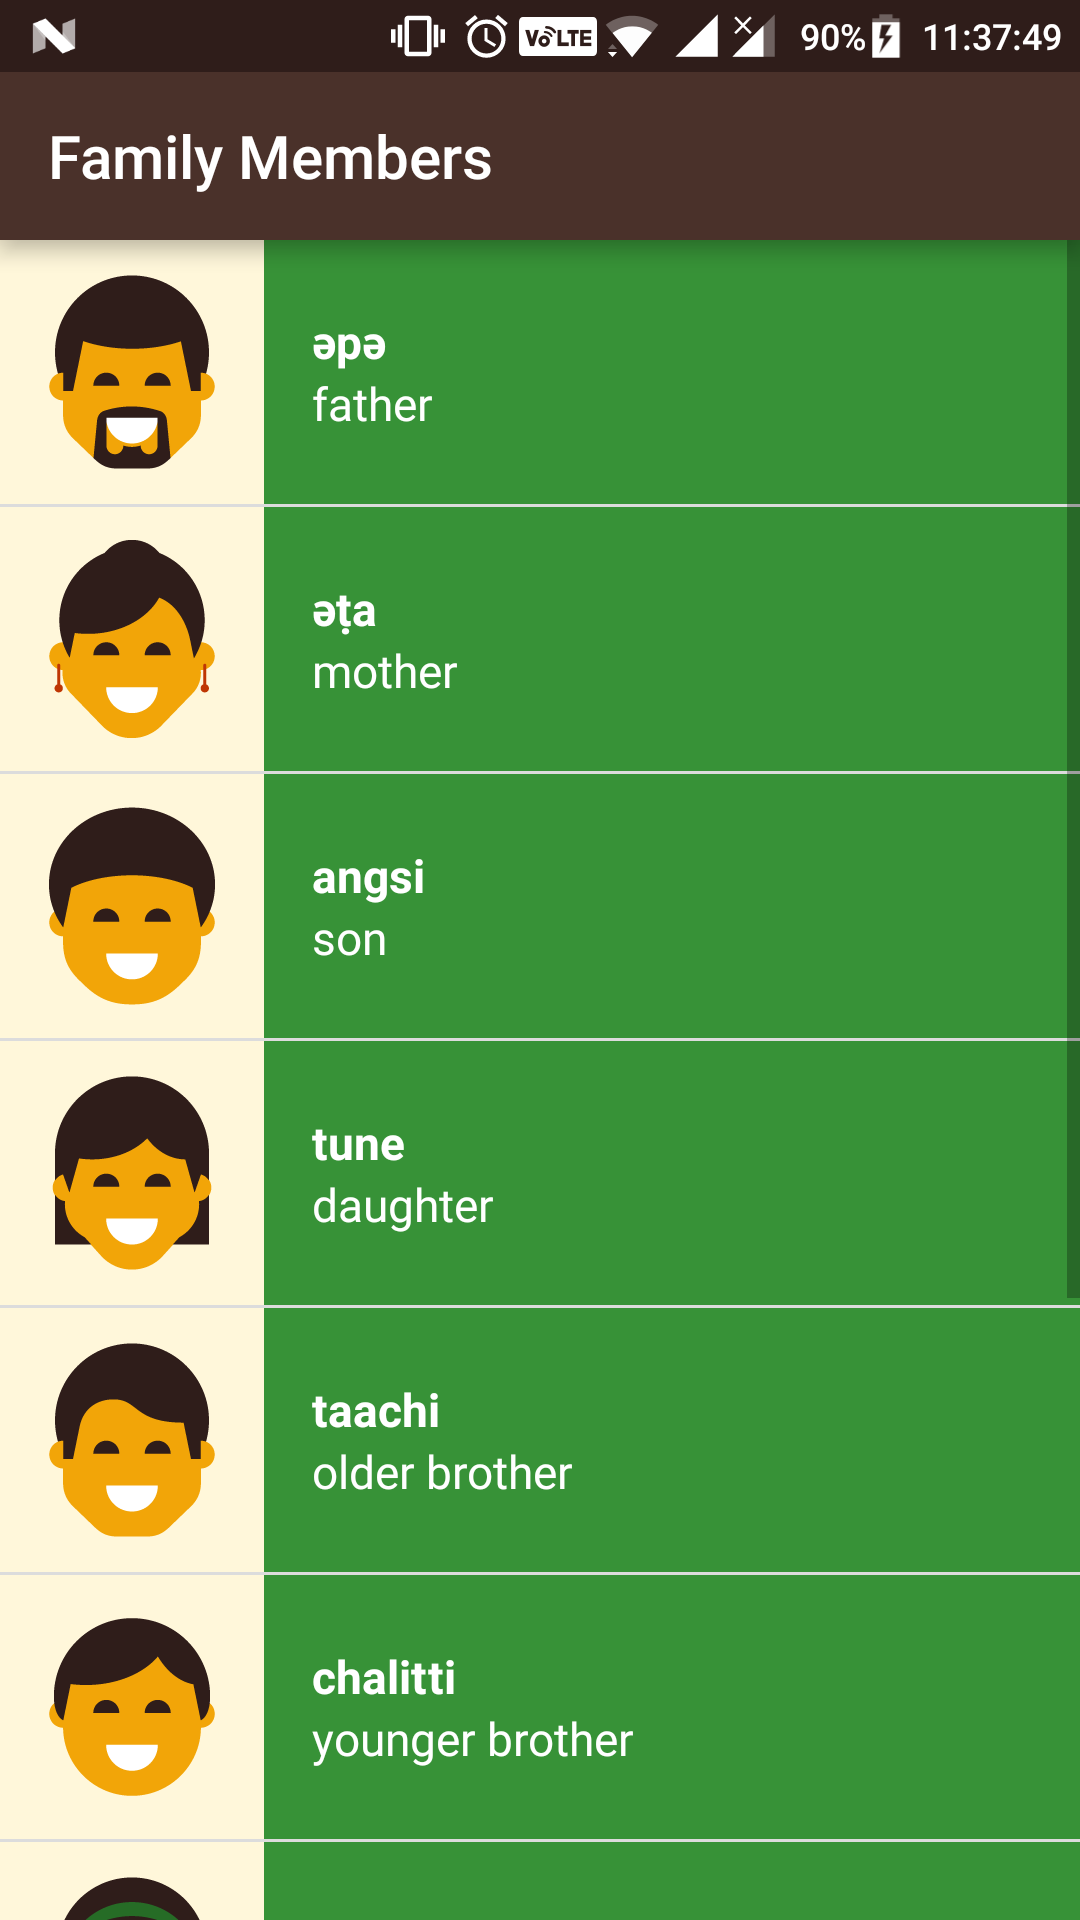 VoLTE 90% 11:37:49
Family Members
əpə
father
əṭa
mother
angsi
son
tune
daughter
taachi
older brother
chalitti
younger brother